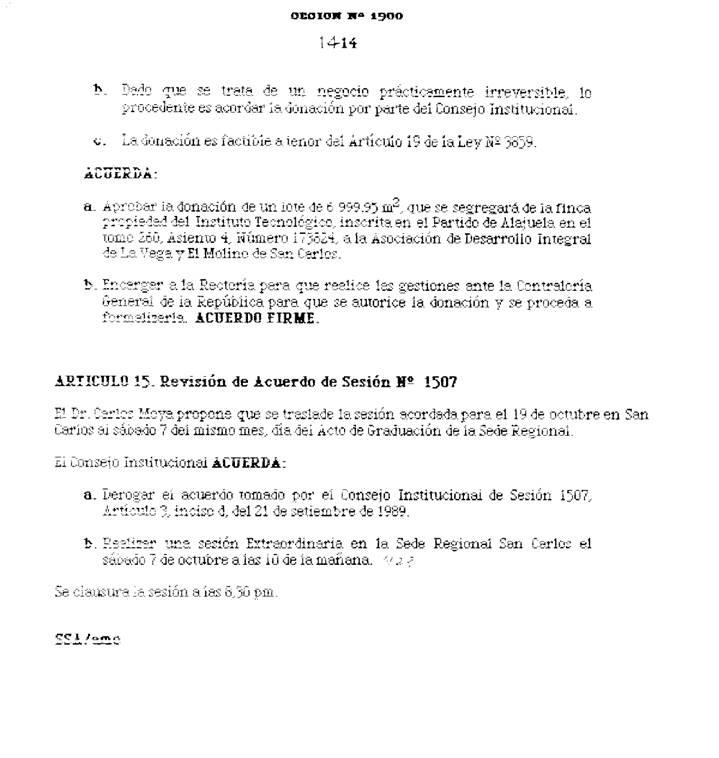 SESION Nº 1900
14-14
b. Dado que se trata de un negocio prácticamente irreversible, lo
procedente es acordar la donación por parte del Consejo Institucional.
c. La donación es factible a tenor del Artículo 19 de la Ley Nº 3859.
ACUERDA:
a. Aprobar la donación de un lote de 6 999.95 m², que se segregará de la finca
propiedad del Instituto Tecnológico, inscrita en el Partido de Alajuela en el
tomo 260, Asiento 4, Número 173824, a la Asociación de Desarrollo Integral
de La Vega y El Molino de San Carlos.
b. Encargar a la Rectoría para que realice las gestiones ante la Contraloría
General de la República para que se autorice la donación y se proceda a
formalizarla. ACUERDO FIRME.
ARTICULO 15. Revisión de Acuerdo de Sesión Nº 1507
El Dr. Carlos Moya propone que se traslade la sesión acordada para el 19 de octubre en San
Carlos al sábado 7 del mismo mes, día del Acto de Graduación de la Sede Regional.
El Consejo Institucional ACUERDA:
a. Derogar el acuerdo tomado por el Consejo Institucional de Sesión 1507,
Artículo 3, inciso d, del 21 de setiembre de 1989.
b. Realizar una sesión Extraordinaria en la Sede Regional San Carlos el
sábado 7 de octubre a las 10 de la mañana.
Se clausura la sesión a las 6,30 pm.
SSA/emo